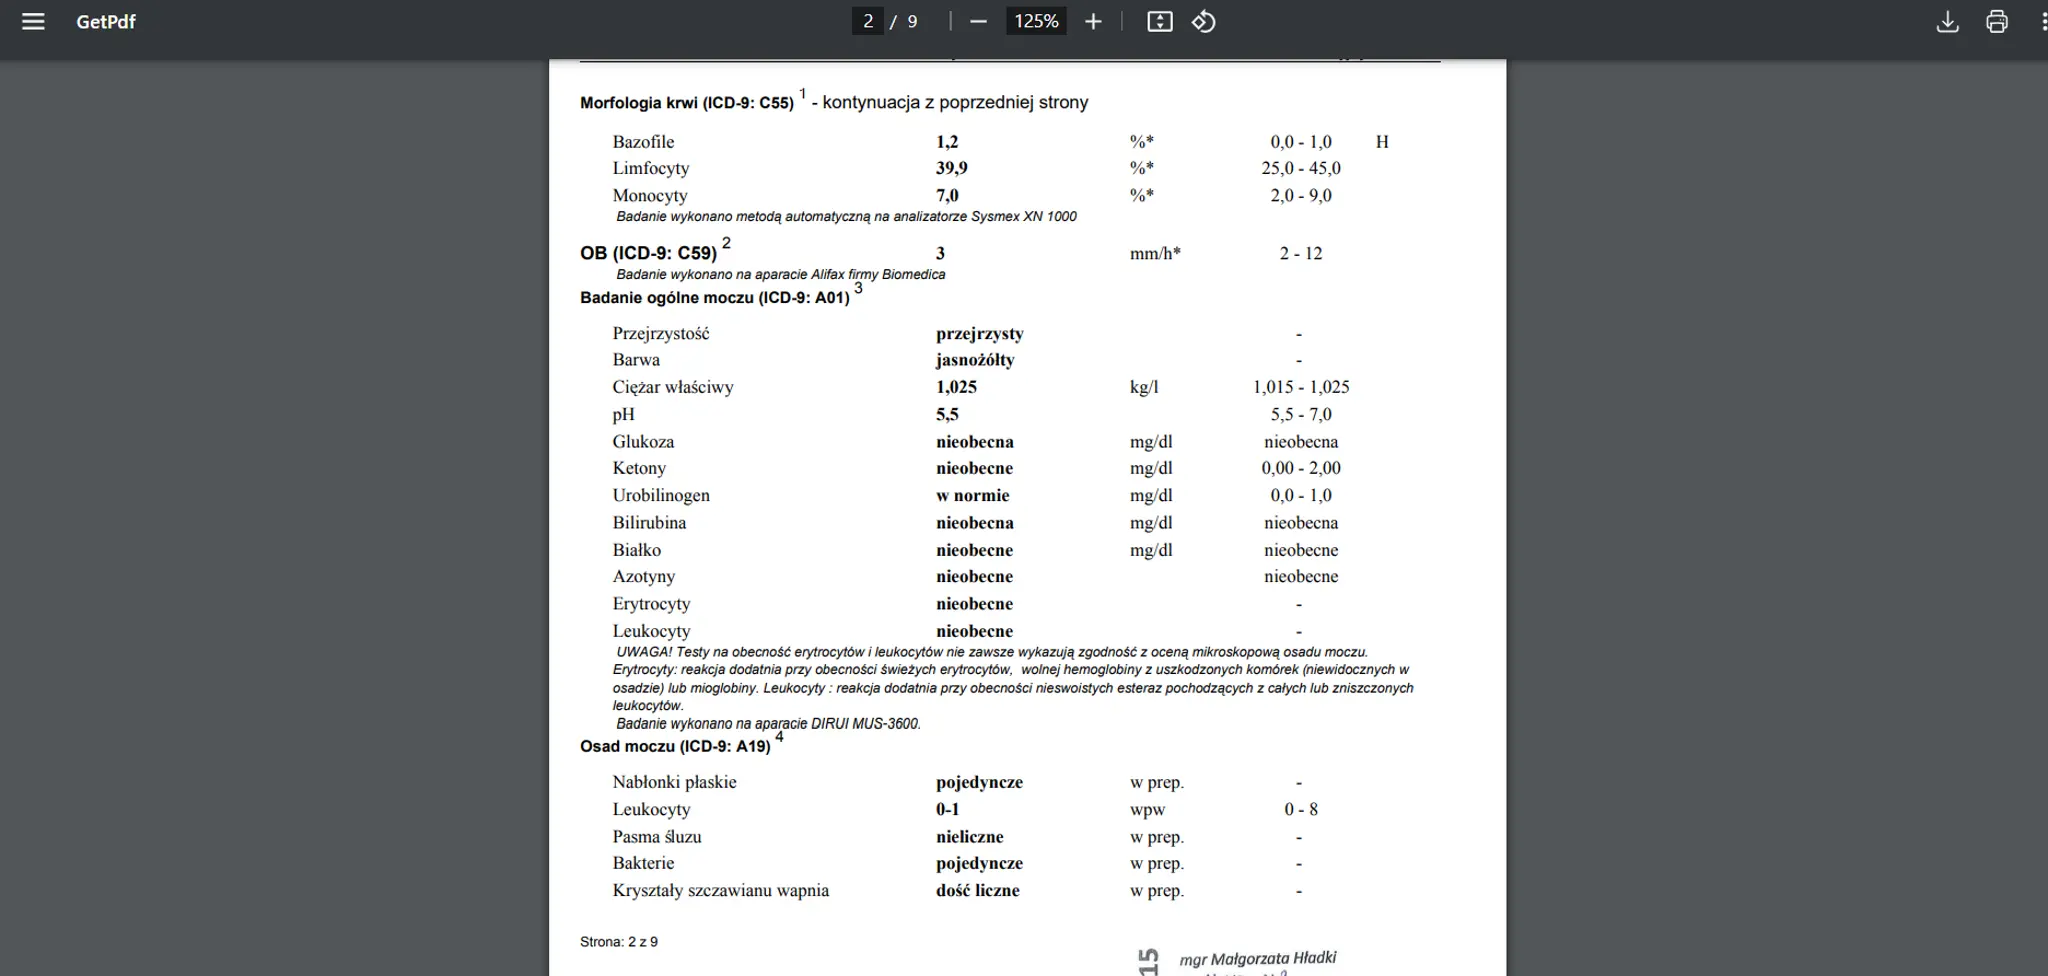 GetPdf
2 / 9
125%
Morfologia krwi (ICD-9: C55) 1 - kontynuacja z poprzedniej strony
Bazofile 1,2 %* 0,0 - 1,0 H
Limfocyty 39,9 %* 25,0 - 45,0
Monocyty 7,0 %* 2,0 - 9,0
Badanie wykonano metodą automatyczną na analizatorze Sysmex XN 1000
OB (ICD-9: C59) 2 3 mm/h* 2 - 12
Badanie wykonano na aparacie Alifax firmy Biomedica
Badanie ogólne moczu (ICD-9: A01) 3
Przejrzystość przejrzysty -
Barwa jasnożółty -
Ciężar właściwy 1,025 kg/l 1,015 - 1,025
pH 5,5 5,5 - 7,0
Glukoza nieobecna mg/dl nieobecna
Ketony nieobecne mg/dl 0,00 - 2,00
Urobilinogen w normie mg/dl 0,0 - 1,0
Bilirubina nieobecna mg/dl nieobecna
Białko nieobecne mg/dl nieobecne
Azotyny nieobecne nieobecne
Erytrocyty nieobecne -
Leukocyty nieobecne -
UWAGA! Testy na obecność erytrocytów i leukocytów nie zawsze wykazują zgodność z oceną mikroskopową osadu moczu.
Erytrocyty: reakcja dodatnia przy obecności świeżych erytrocytów, wolnej hemoglobiny z uszkodzonych komórek (niewidocznych w
osadzie) lub mioglobiny. Leukocyty : reakcja dodatnia przy obecności nieswoistych esteraz pochodzących z całych lub zniszczonych
leukocytów.
Badanie wykonano na aparacie DIRUI MUS-3600.
Osad moczu (ICD-9: A19) 4
Nabłonki płaskie pojedyncze w prep. -
Leukocyty 0-1 wpw 0 - 8
Pasma śluzu nieliczne w prep. -
Bakterie pojedyncze w prep. -
Kryształy szczawianu wapnia dość liczne w prep. -
Strona: 2 z 9
15
mgr Małgorzata Hładki